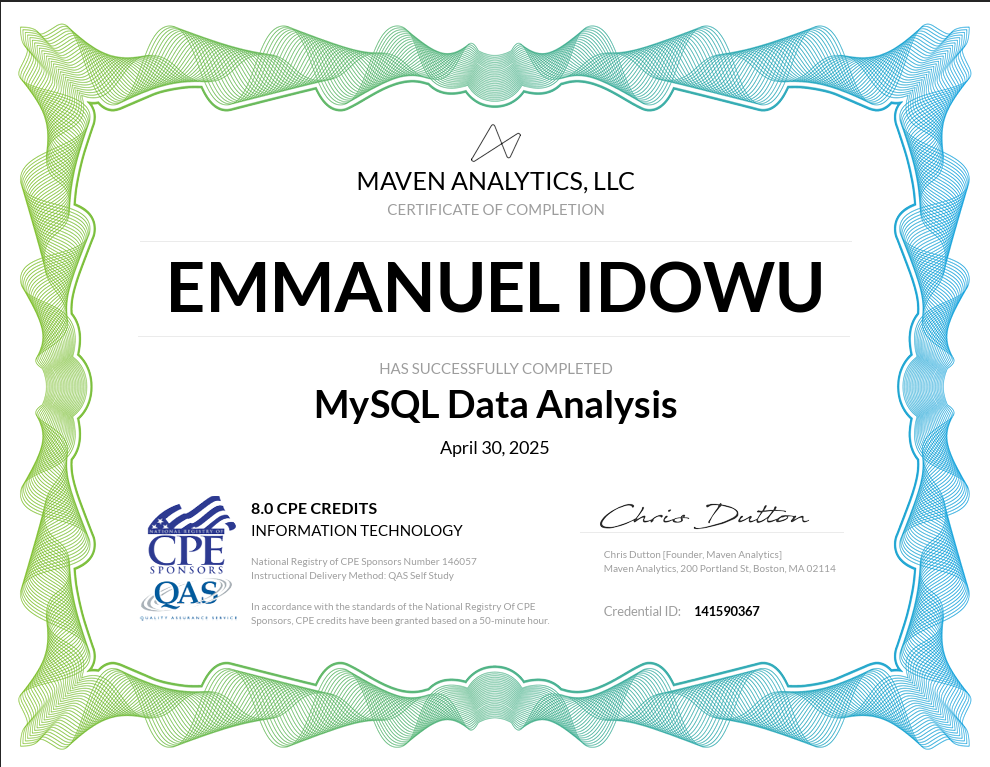 MAVEN ANALYTICS, LLC
CERTIFICATE OF COMPLETION
EMMANUEL IDOWU
HAS SUCCESSFULLY COMPLETED
MySQL Data Analysis
April 30, 2025
NATIONAL REGISTRY OF
CPE
SPONSORS
QAS
QUALITY ASSURANCE SERVICE
8.0 CPE CREDITS
INFORMATION TECHNOLOGY
National Registry of CPE Sponsors Number 146057
Instructional Delivery Method: QAS Self Study
In accordance with the standards of the National Registry Of CPE
Sponsors, CPE credits have been granted based on a 50-minute hour.
Chris Dutton
Chris Dutton [Founder, Maven Analytics]
Maven Analytics, 200 Portland St, Boston, MA 02114
Credential ID: 141590367